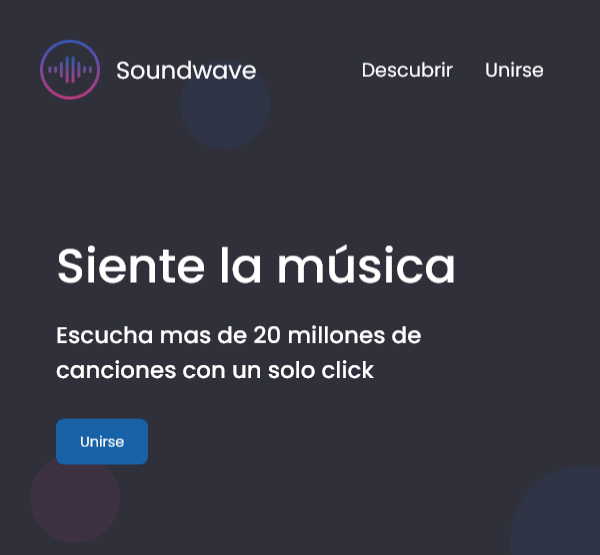 Soundwave
Descubrir
Unirse
Siente la música
Escucha mas de 20 millones de
canciones con un solo click
Unirse